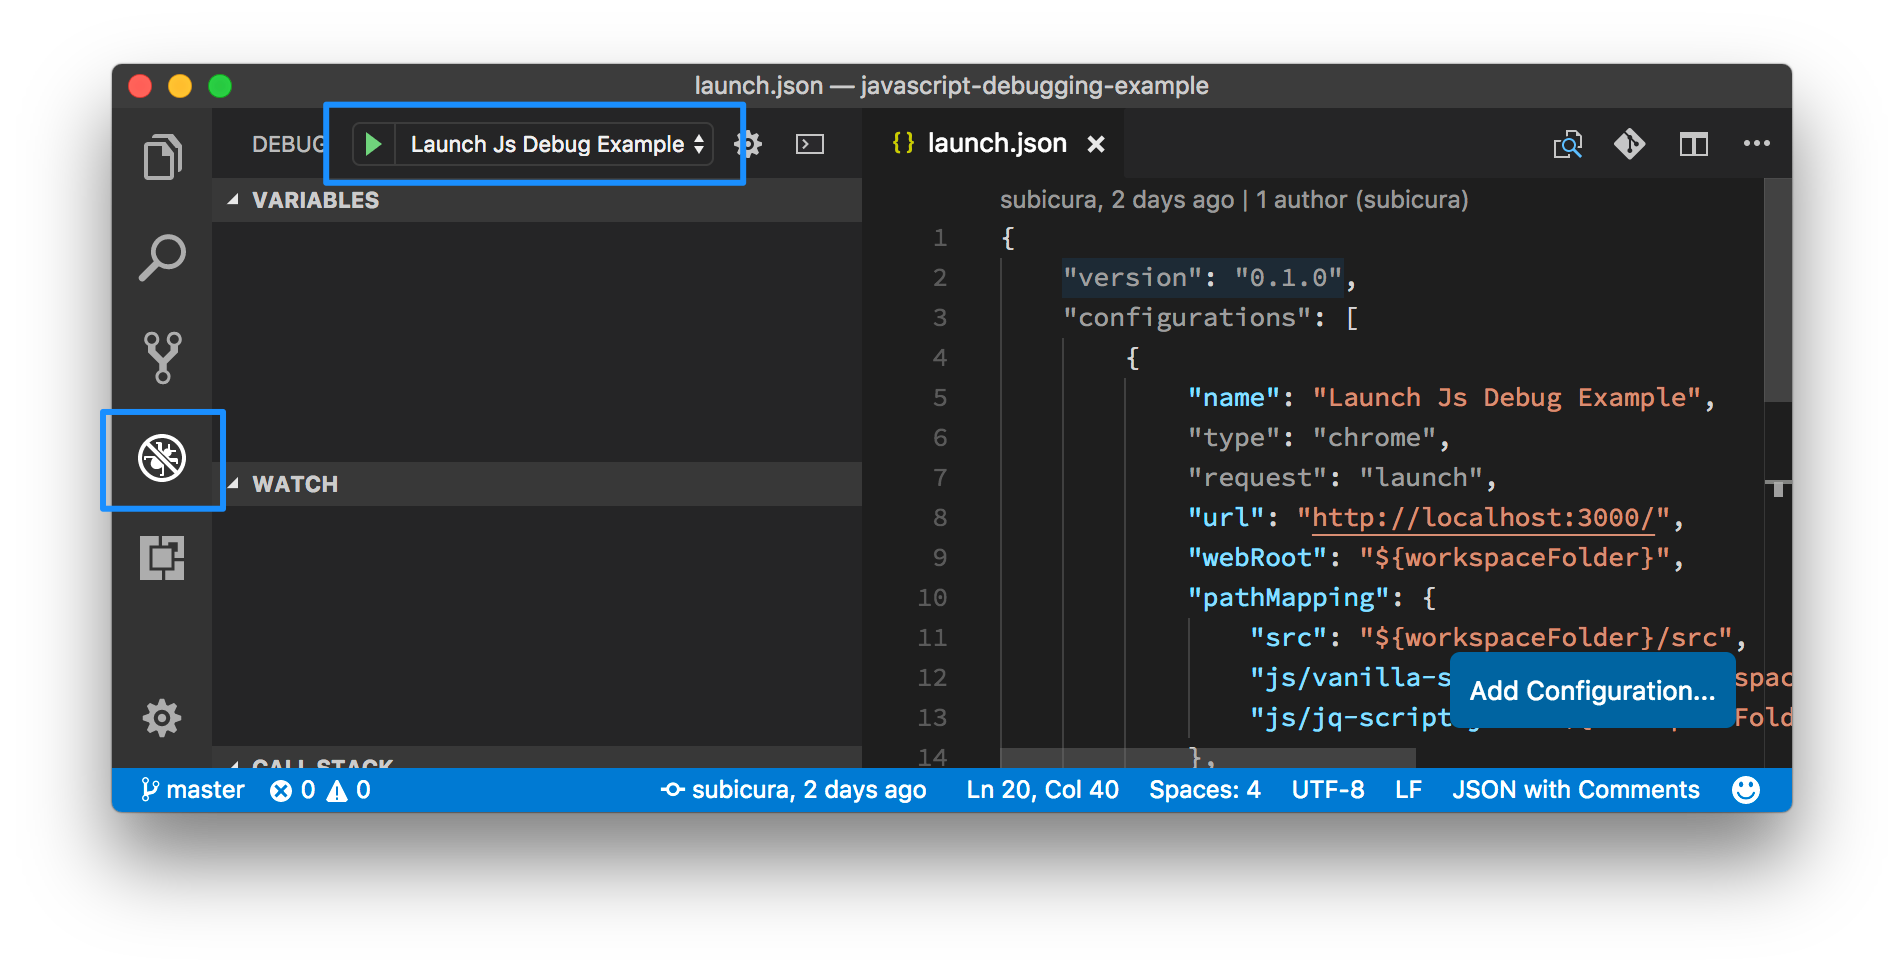 launch.json — javascript-debugging-example
DEBUG
Launch Js Debug Example
{} launch.json
VARIABLES
WATCH
CALL STACK
subicura, 2 days ago | 1 author (subicura)
1 {
2 "version": "0.1.0",
3 "configurations": [
4 {
5 "name": "Launch Js Debug Example",
6 "type": "chrome",
7 "request": "launch",
8 "url": "http://localhost:3000/",
9 "webRoot": "${workspaceFolder}",
10 "pathMapping": {
11 "src": "${workspaceFolder}/src",
12 "js/vanilla-s
13 "js/jq-script
14 },
Add Configuration...
master 0 0 subicura, 2 days ago Ln 20, Col 40 Spaces: 4 UTF-8 LF JSON with Comments